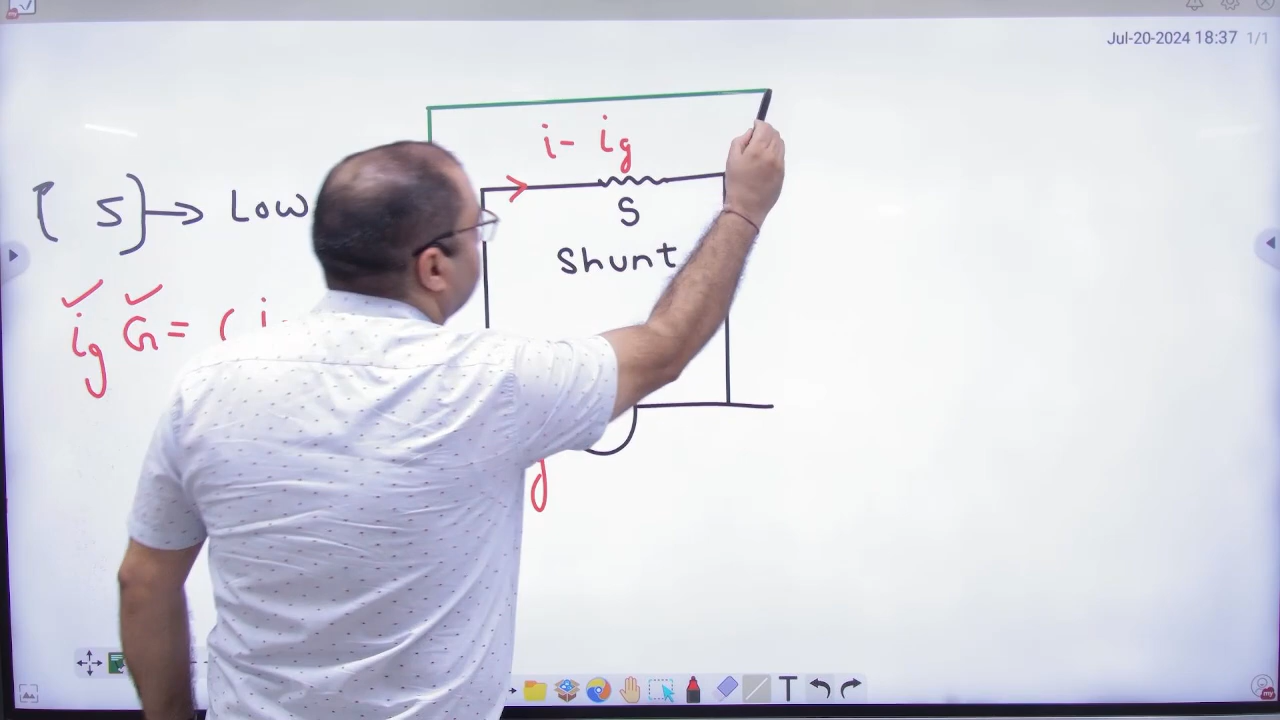 Jul-20-2024 18:37 1/1
i - ig
[ S ] → Low
S
Shunt
ig G = ( i -
g
T